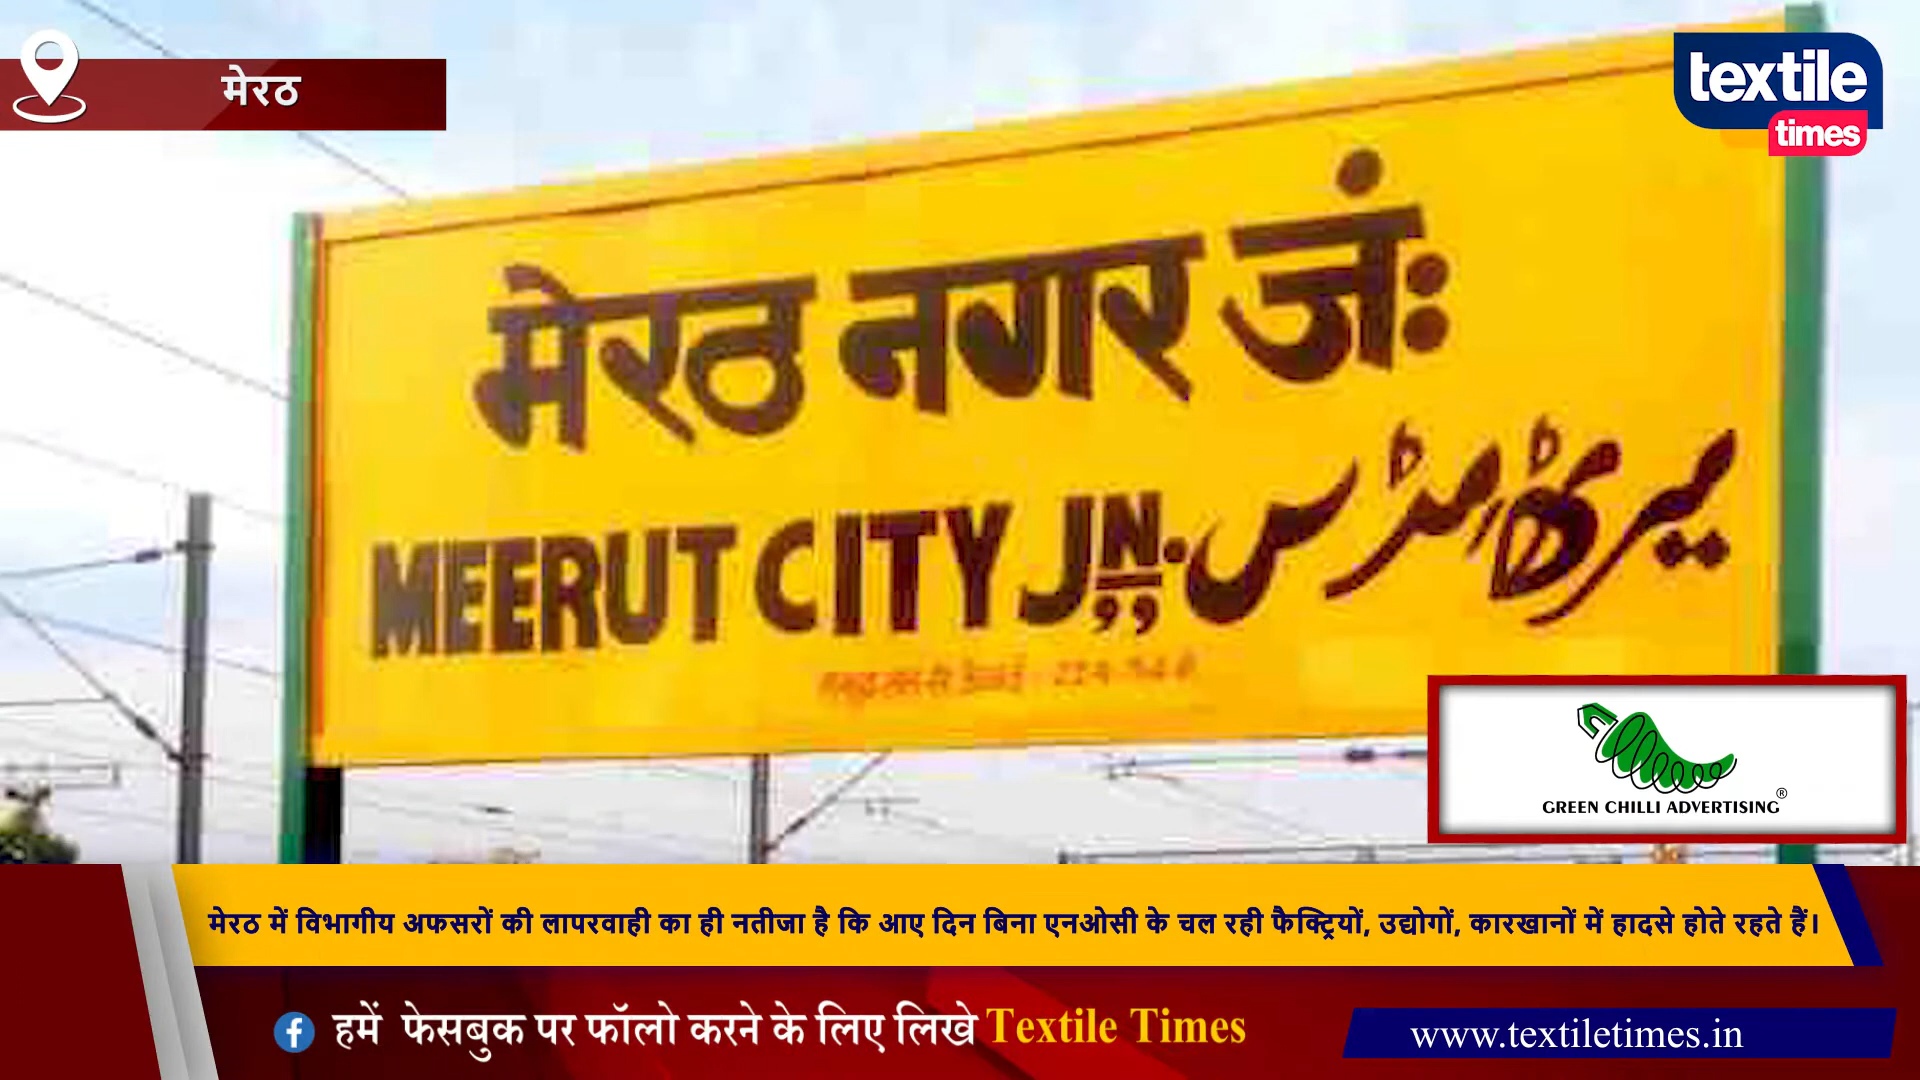 मेरठ
textile
times
मेरठ नगर जं:
MEERUT CITY JN. میرٹھ سٹی
GREEN CHILLI ADVERTISING®
मेरठ में विभागीय अफसरों की लापरवाही का ही नतीजा है कि आए दिन बिना एनओसी के चल रही फैक्ट्रियों, उद्योगों, कारखानों में हादसे होते रहते हैं।
हमें फेसबुक पर फॉलो करने के लिए लिखे Textile Times
www.textiletimes.in